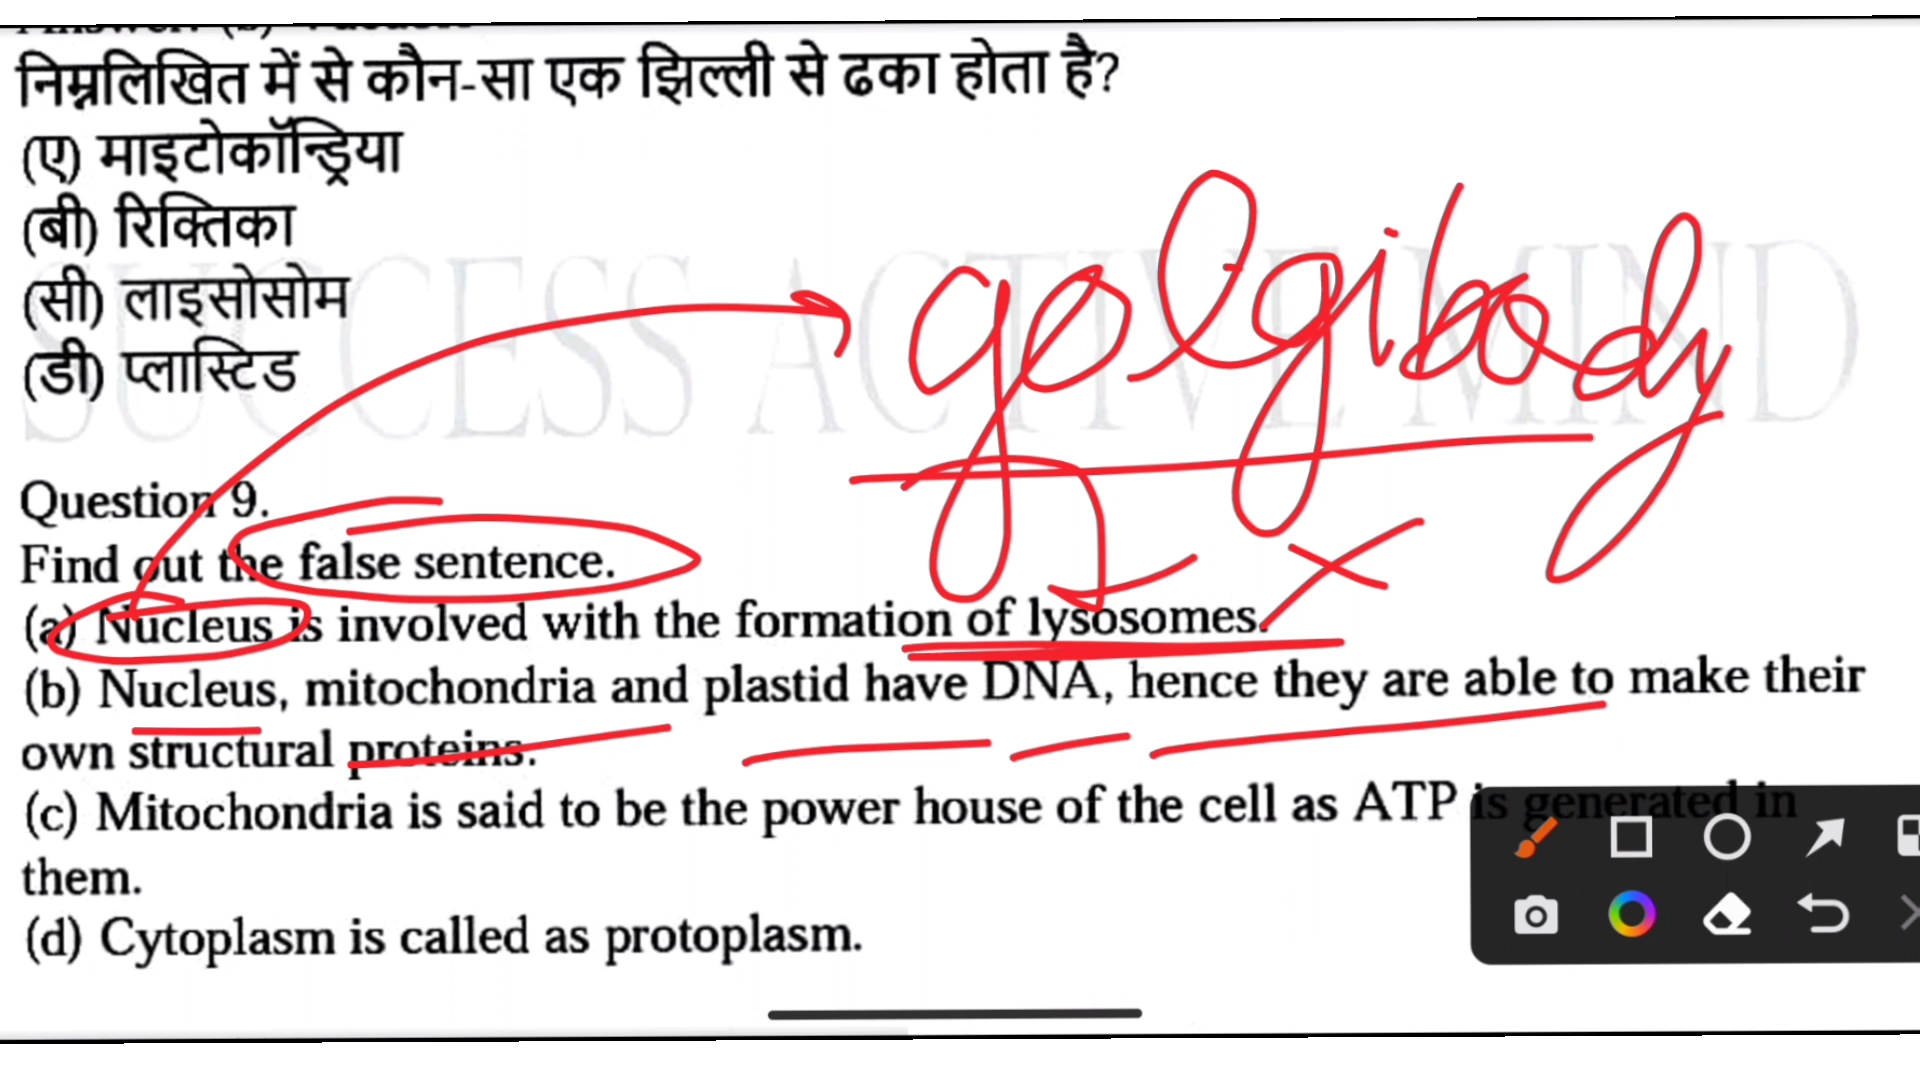 निम्नलिखित में से कौन-सा एक झिल्ली से ढका होता है?
(ए) माइटोकॉन्ड्रिया
(बी) रिक्तिका
(सी) लाइसोसोम
(डी) प्लास्टिड
golgibody
SUCCESS ACTIVE MIND
Question 9.
Find out the false sentence.
(a) Nucleus is involved with the formation of lysosomes.
(b) Nucleus, mitochondria and plastid have DNA, hence they are able to make their
own structural proteins.
(c) Mitochondria is said to be the power house of the cell as ATP is generated in
them.
(d) Cytoplasm is called as protoplasm.